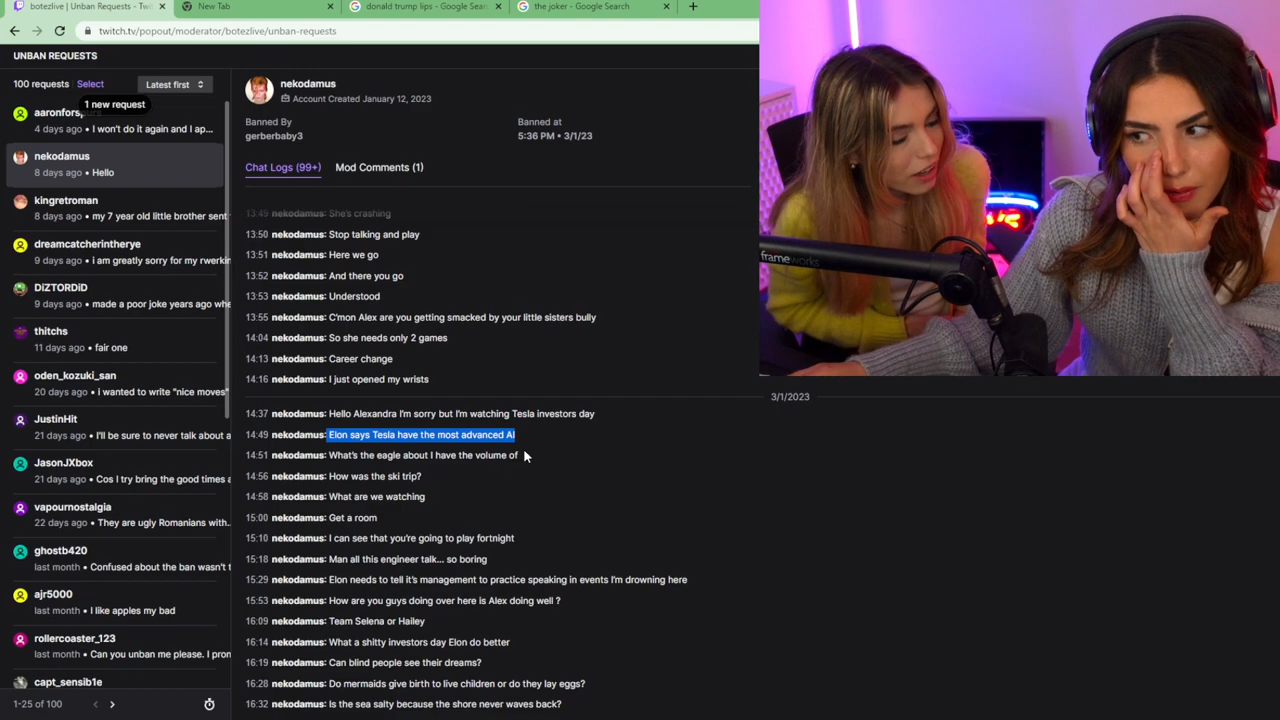 botezlive | Unban Requests - Tw
New Tab
donald trump lips - Google Sear
the joker - Google Search
twitch.tv/popout/moderator/botezlive/unban-requests
UNBAN REQUESTS
100 requests Select Latest first
1 new request
4 days ago • I won't do it again and I ap...
nekodamus
8 days ago • Hello
kingretroman
8 days ago • my 7 year old little brother sent
dreamcatcherintherye
9 days ago • i am greatly sorry for my rwerkin
DiZTORDiD
9 days ago • made a poor joke years ago whe
thitchs
11 days ago • fair one
oden_kozuki_san
20 days ago • i wanted to write "nice moves"
JustinHit
21 days ago • I'll be sure to never talk about a
JasonJXbox
21 days ago • Cos I try bring the good times a
vapournostalgia
22 days ago • They are ugly Romanians with...
ghostb420
last month • Confused about the ban wasn't t
ajr5000
last month • I like apples my bad
rollercoaster_123
last month • Can you unban me please. I pron
capt_sensib1e
1-25 of 100
nekodamus
Account Created January 12, 2023
Banned By
gerberbaby3
Banned at
5:36 PM • 3/1/23
Chat Logs (99+) Mod Comments (1)
13:49 nekodamus: She's crashing
13:50 nekodamus: Stop talking and play
13:51 nekodamus: Here we go
13:52 nekodamus: And there you go
13:53 nekodamus: Understood
13:55 nekodamus: C'mon Alex are you getting smacked by your little sisters bully
14:04 nekodamus: So she needs only 2 games
14:13 nekodamus: Career change
14:16 nekodamus: I just opened my wrists
3/1/2023
14:37 nekodamus: Hello Alexandra I'm sorry but I'm watching Tesla investors day
14:49 nekodamus: Elon says Tesla have the most advanced AI
14:51 nekodamus: What's the eagle about I have the volume of
14:56 nekodamus: How was the ski trip?
14:58 nekodamus: What are we watching
15:00 nekodamus: Get a room
15:10 nekodamus: I can see that you're going to play fortnight
15:18 nekodamus: Man all this engineer talk... so boring
15:29 nekodamus: Elon needs to tell it's management to practice speaking in events I'm drowning here
15:53 nekodamus: How are you guys doing over here is Alex doing well ?
16:09 nekodamus: Team Selena or Hailey
16:14 nekodamus: What a shitty investors day Elon do better
16:19 nekodamus: Can blind people see their dreams?
16:28 nekodamus: Do mermaids give birth to live children or do they lay eggs?
16:32 nekodamus: Is the sea salty because the shore never waves back?
frameworks